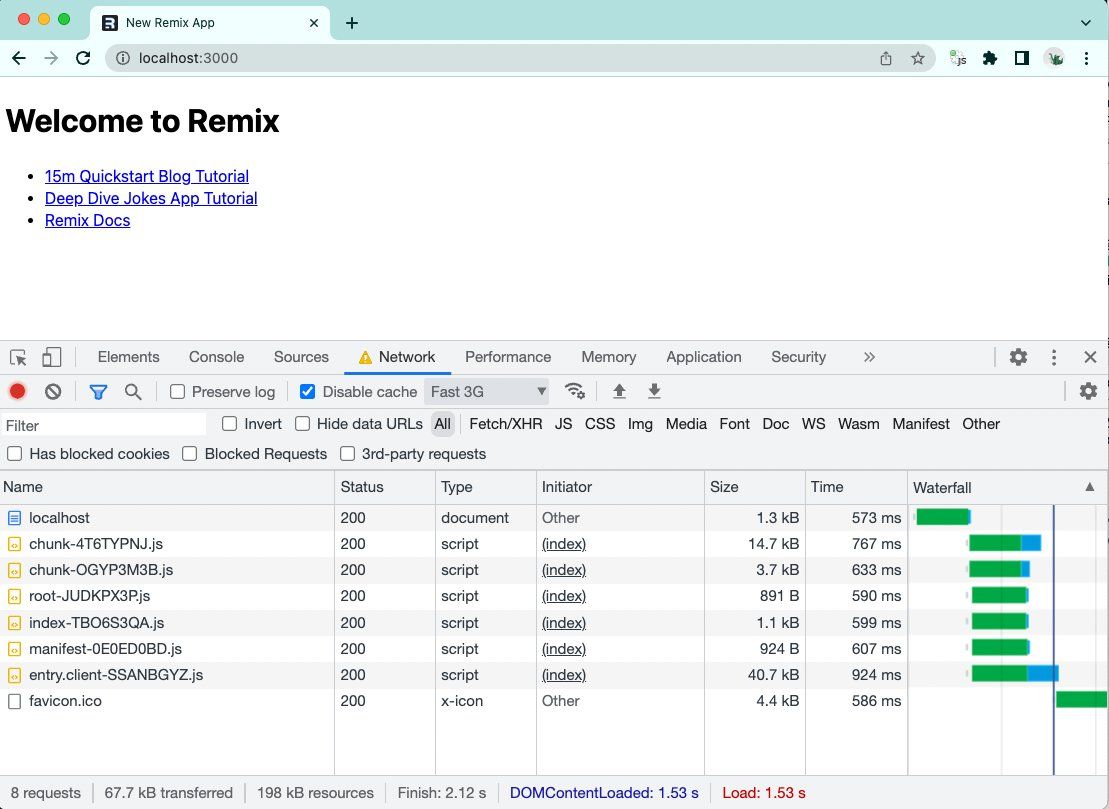 New Remix App
localhost:3000
JS
Welcome to Remix
15m Quickstart Blog Tutorial
Deep Dive Jokes App Tutorial
Remix Docs
Elements Console Sources Network Performance Memory Application Security
Preserve log Disable cache Fast 3G
Filter Invert Hide data URLs All Fetch/XHR JS CSS Img Media Font Doc WS Wasm Manifest Other
Has blocked cookies Blocked Requests 3rd-party requests
Name Status Type Initiator Size Time Waterfall
localhost 200 document Other 1.3 kB 573 ms
chunk-4T6TYPNJ.js 200 script (index) 14.7 kB 767 ms
chunk-OGYP3M3B.js 200 script (index) 3.7 kB 633 ms
root-JUDKPX3P.js 200 script (index) 891 B 590 ms
index-TBO6S3QA.js 200 script (index) 1.1 kB 599 ms
manifest-0E0ED0BD.js 200 script (index) 924 B 607 ms
entry.client-SSANBGYZ.js 200 script (index) 40.7 kB 924 ms
favicon.ico 200 x-icon Other 4.4 kB 586 ms
8 requests 67.7 kB transferred 198 kB resources Finish: 2.12 s DOMContentLoaded: 1.53 s Load: 1.53 s